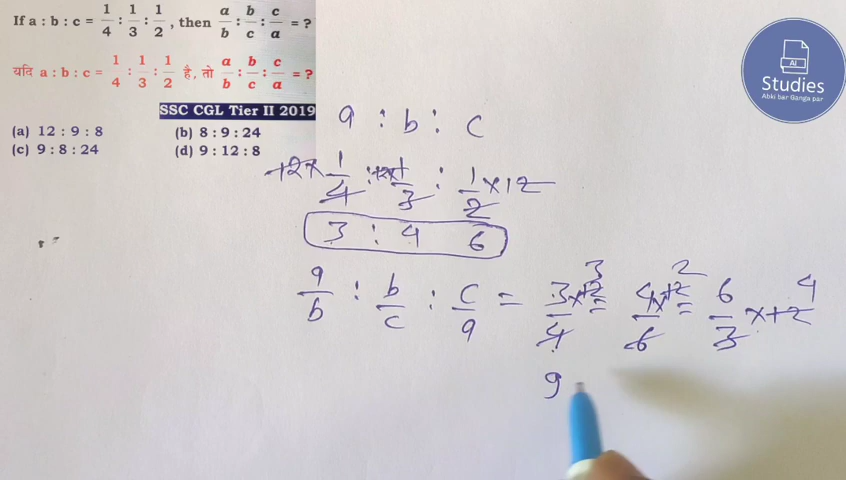 If a : b : c = 1/4 : 1/3 : 1/2 , then a/b : b/c : c/a = ?
यदि a : b : c = 1/4 : 1/3 : 1/2 है, तो a/b : b/c : c/a = ?
SSC CGL Tier II 2019
(a) 12 : 9 : 8 (b) 8 : 9 : 24
(c) 9 : 8 : 24 (d) 9 : 12 : 8
AI
Studies
Abki bar Ganga par
a : b : c
12 x 1/4 : 12 x 1/3 : 1/2 x 12
3 : 4 6
a/b : b/c : c/a = 3/4 x 12 3 = 4/6 x 12 2 = 6/3 x 12 4
9